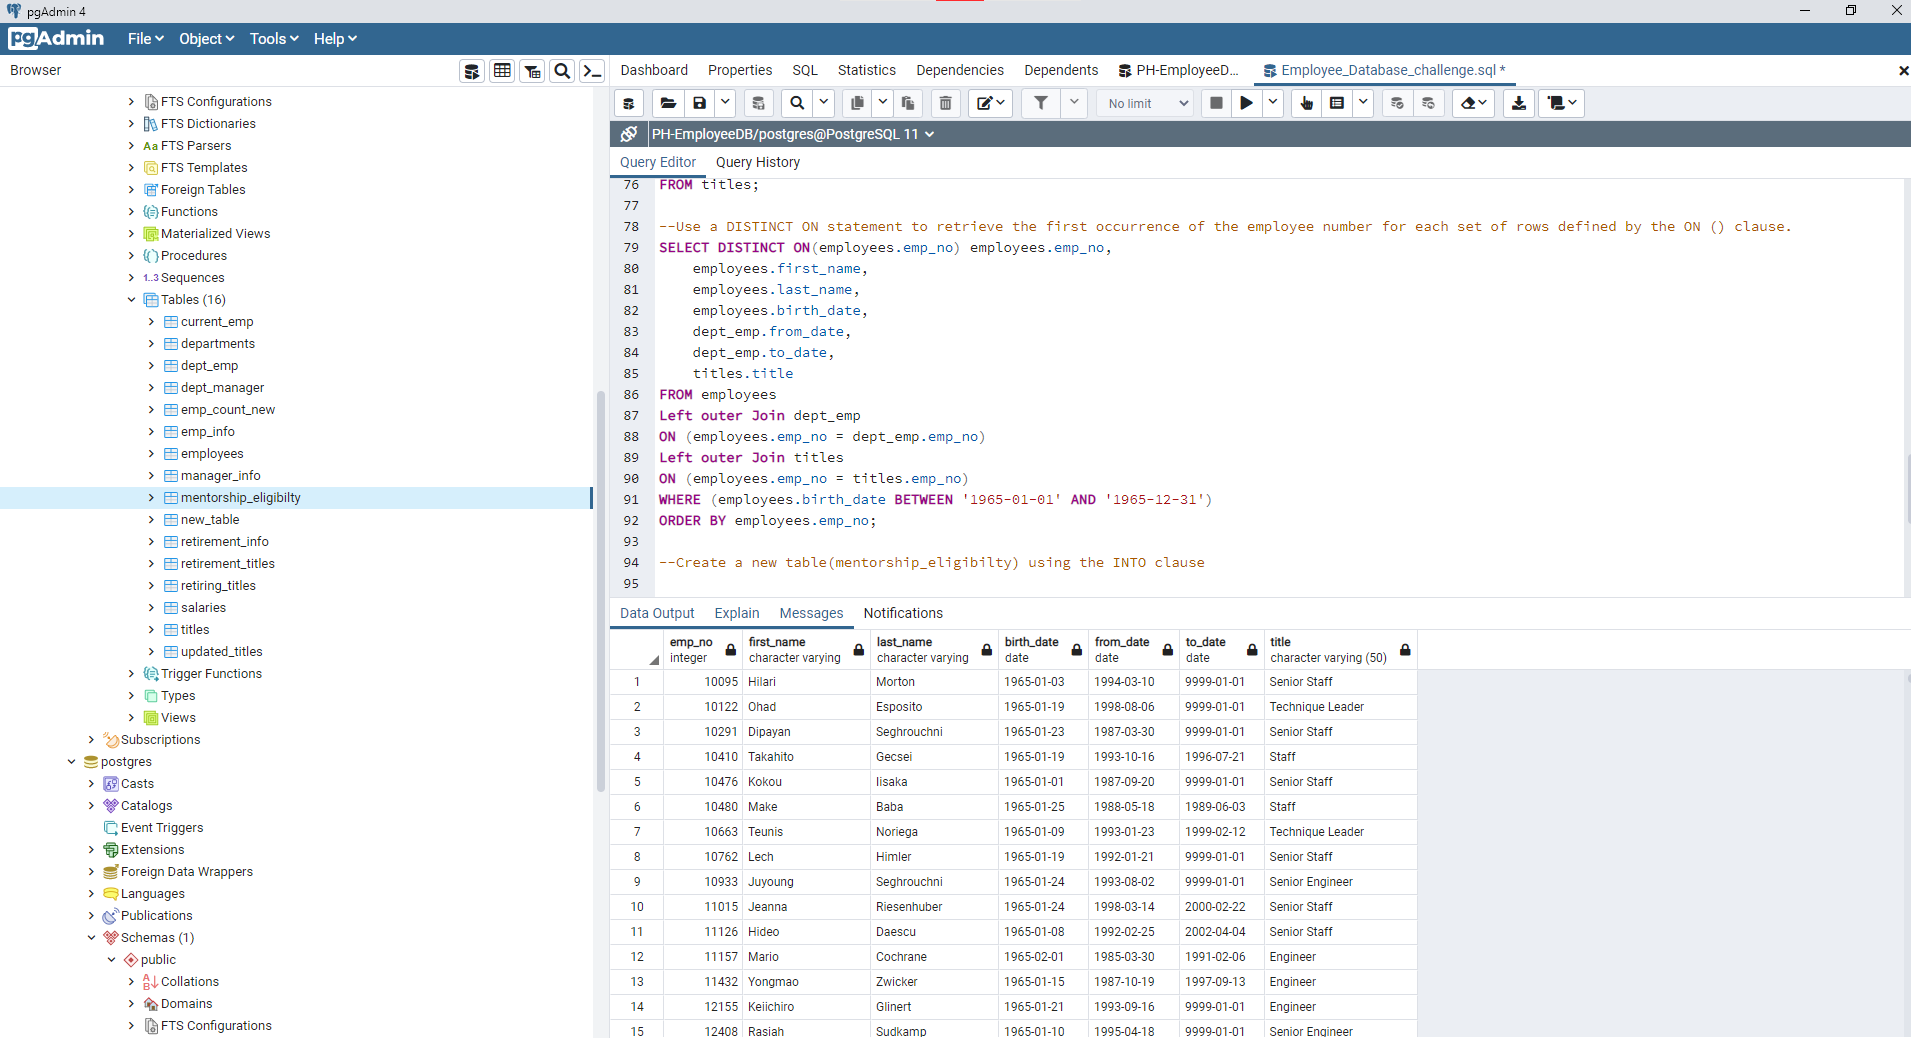 pgAdmin 4
pgAdmin File Object Tools Help
Browser
Dashboard Properties SQL Statistics Dependencies Dependents PH-EmployeeD... Employee_Database_challenge.sql *
No limit
PH-EmployeeDB/postgres@PostgreSQL 11
Query Editor Query History
FTS Configurations
FTS Dictionaries
Aa FTS Parsers
FTS Templates
Foreign Tables
Functions
Materialized Views
Procedures
1..3 Sequences
Tables (16)
current_emp
departments
dept_emp
dept_manager
emp_count_new
emp_info
employees
manager_info
mentorship_eligibilty
new_table
retirement_info
retirement_titles
retiring_titles
salaries
titles
updated_titles
Trigger Functions
Types
Views
Subscriptions
postgres
Casts
Catalogs
Event Triggers
Extensions
Foreign Data Wrappers
Languages
Publications
Schemas (1)
public
Collations
Domains
FTS Configurations
76 FROM titles;
77
78 --Use a DISTINCT ON statement to retrieve the first occurrence of the employee number for each set of rows defined by the ON () clause.
79 SELECT DISTINCT ON(employees.emp_no) employees.emp_no,
80 employees.first_name,
81 employees.last_name,
82 employees.birth_date,
83 dept_emp.from_date,
84 dept_emp.to_date,
85 titles.title
86 FROM employees
87 Left outer Join dept_emp
88 ON (employees.emp_no = dept_emp.emp_no)
89 Left outer Join titles
90 ON (employees.emp_no = titles.emp_no)
91 WHERE (employees.birth_date BETWEEN '1965-01-01' AND '1965-12-31')
92 ORDER BY employees.emp_no;
93
94 --Create a new table(mentorship_eligibilty) using the INTO clause
95
Data Output Explain Messages Notifications
emp_no first_name last_name birth_date from_date to_date title
integer character varying character varying date date date character varying (50)
1 10095 Hilari Morton 1965-01-03 1994-03-10 9999-01-01 Senior Staff
2 10122 Ohad Esposito 1965-01-19 1998-08-06 9999-01-01 Technique Leader
3 10291 Dipayan Seghrouchni 1965-01-23 1987-03-30 9999-01-01 Senior Staff
4 10410 Takahito Gecsei 1965-01-19 1993-10-16 1996-07-21 Staff
5 10476 Kokou Iisaka 1965-01-01 1987-09-20 9999-01-01 Senior Staff
6 10480 Make Baba 1965-01-25 1988-05-18 1989-06-03 Staff
7 10663 Teunis Noriega 1965-01-09 1993-01-23 1999-02-12 Technique Leader
8 10762 Lech Himler 1965-01-19 1992-01-21 9999-01-01 Senior Staff
9 10933 Juyoung Seghrouchni 1965-01-24 1993-08-02 9999-01-01 Senior Engineer
10 11015 Jeanna Riesenhuber 1965-01-24 1998-03-14 2000-02-22 Senior Staff
11 11126 Hideo Daescu 1965-01-08 1992-02-25 2002-04-04 Senior Staff
12 11157 Mario Cochrane 1965-02-01 1985-03-30 1991-02-06 Engineer
13 11432 Yongmao Zwicker 1965-01-15 1987-10-19 1997-09-13 Engineer
14 12155 Keiichiro Glinert 1965-01-21 1993-09-16 9999-01-01 Engineer
15 12408 Rasiah Sudkamp 1965-01-10 1995-04-18 9999-01-01 Senior Engineer